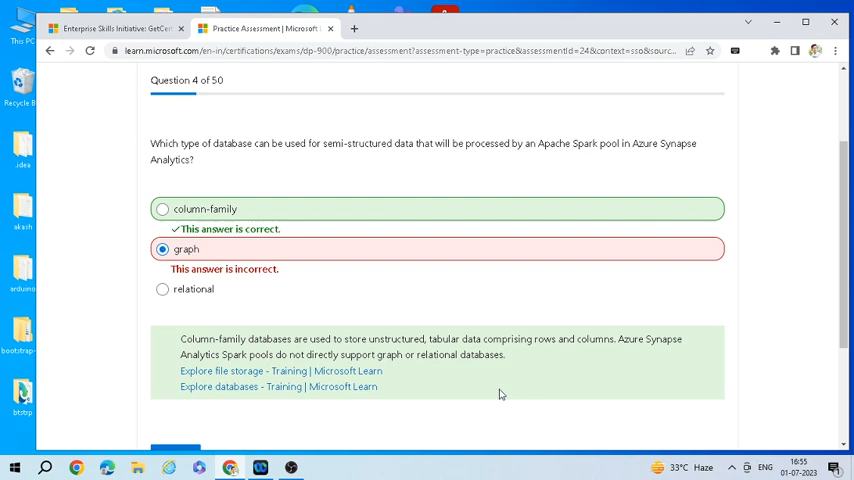 This PC
Recycle B
.idea
akash
arduino
bootstrap-
btstrp
Enterprise Skills Initiative: GetCert
Practice Assessment | Microsoft L
learn.microsoft.com/en-in/certifications/exams/dp-900/practice/assessment?assessment-type=practice&assessmentId=24&context=sso&sourc...
Question 4 of 50
Which type of database can be used for semi-structured data that will be processed by an Apache Spark pool in Azure Synapse
Analytics?
column-family
This answer is correct.
graph
This answer is incorrect.
relational
Column-family databases are used to store unstructured, tabular data comprising rows and columns. Azure Synapse
Analytics Spark pools do not directly support graph or relational databases.
Explore file storage - Training | Microsoft Learn
Explore databases - Training | Microsoft Learn
33°C Haze
ENG
16:55
01-07-2023